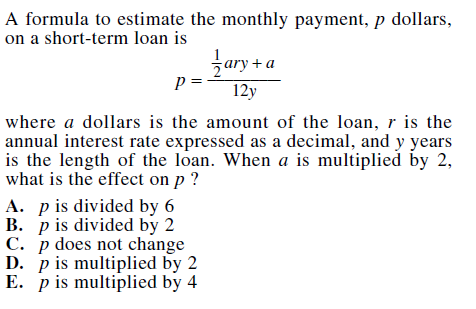 A formula to estimate the monthly payment, p dollars,
on a short-term loan is
p = (1/2 ary + a) / 12y
where a dollars is the amount of the loan, r is the
annual interest rate expressed as a decimal, and y years
is the length of the loan. When a is multiplied by 2,
what is the effect on p ?
A. p is divided by 6
B. p is divided by 2
C. p does not change
D. p is multiplied by 2
E. p is multiplied by 4